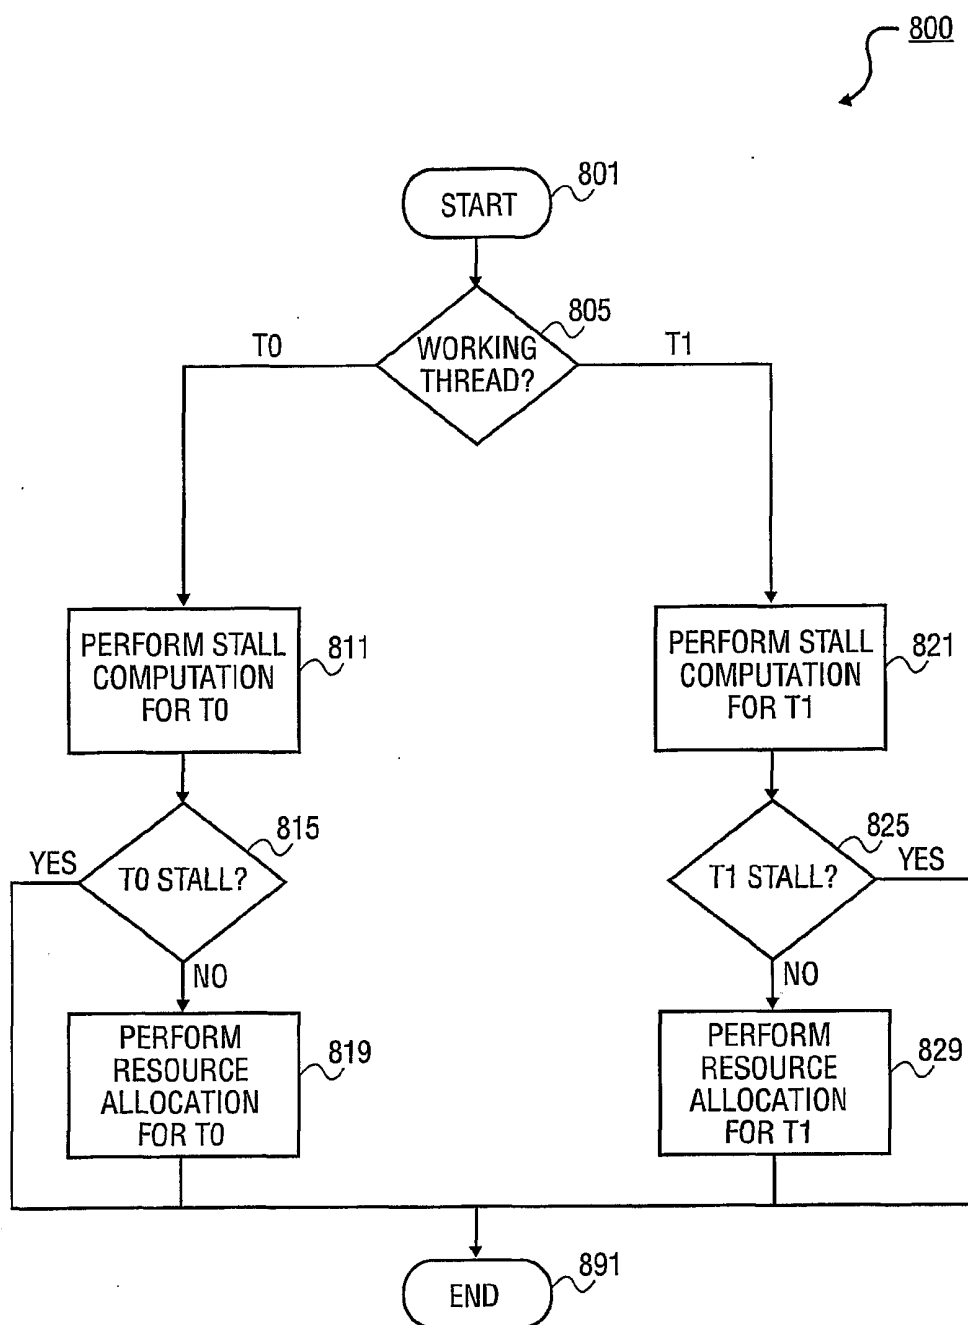 800
START
801
805
WORKING
THREAD?
T0
T1
PERFORM STALL
COMPUTATION
FOR T0
811
PERFORM STALL
COMPUTATION
FOR T1
821
815
YES
T0 STALL?
NO
825
YES
T1 STALL?
NO
PERFORM
RESOURCE
ALLOCATION
FOR T0
819
PERFORM
RESOURCE
ALLOCATION
FOR T1
829
END
891